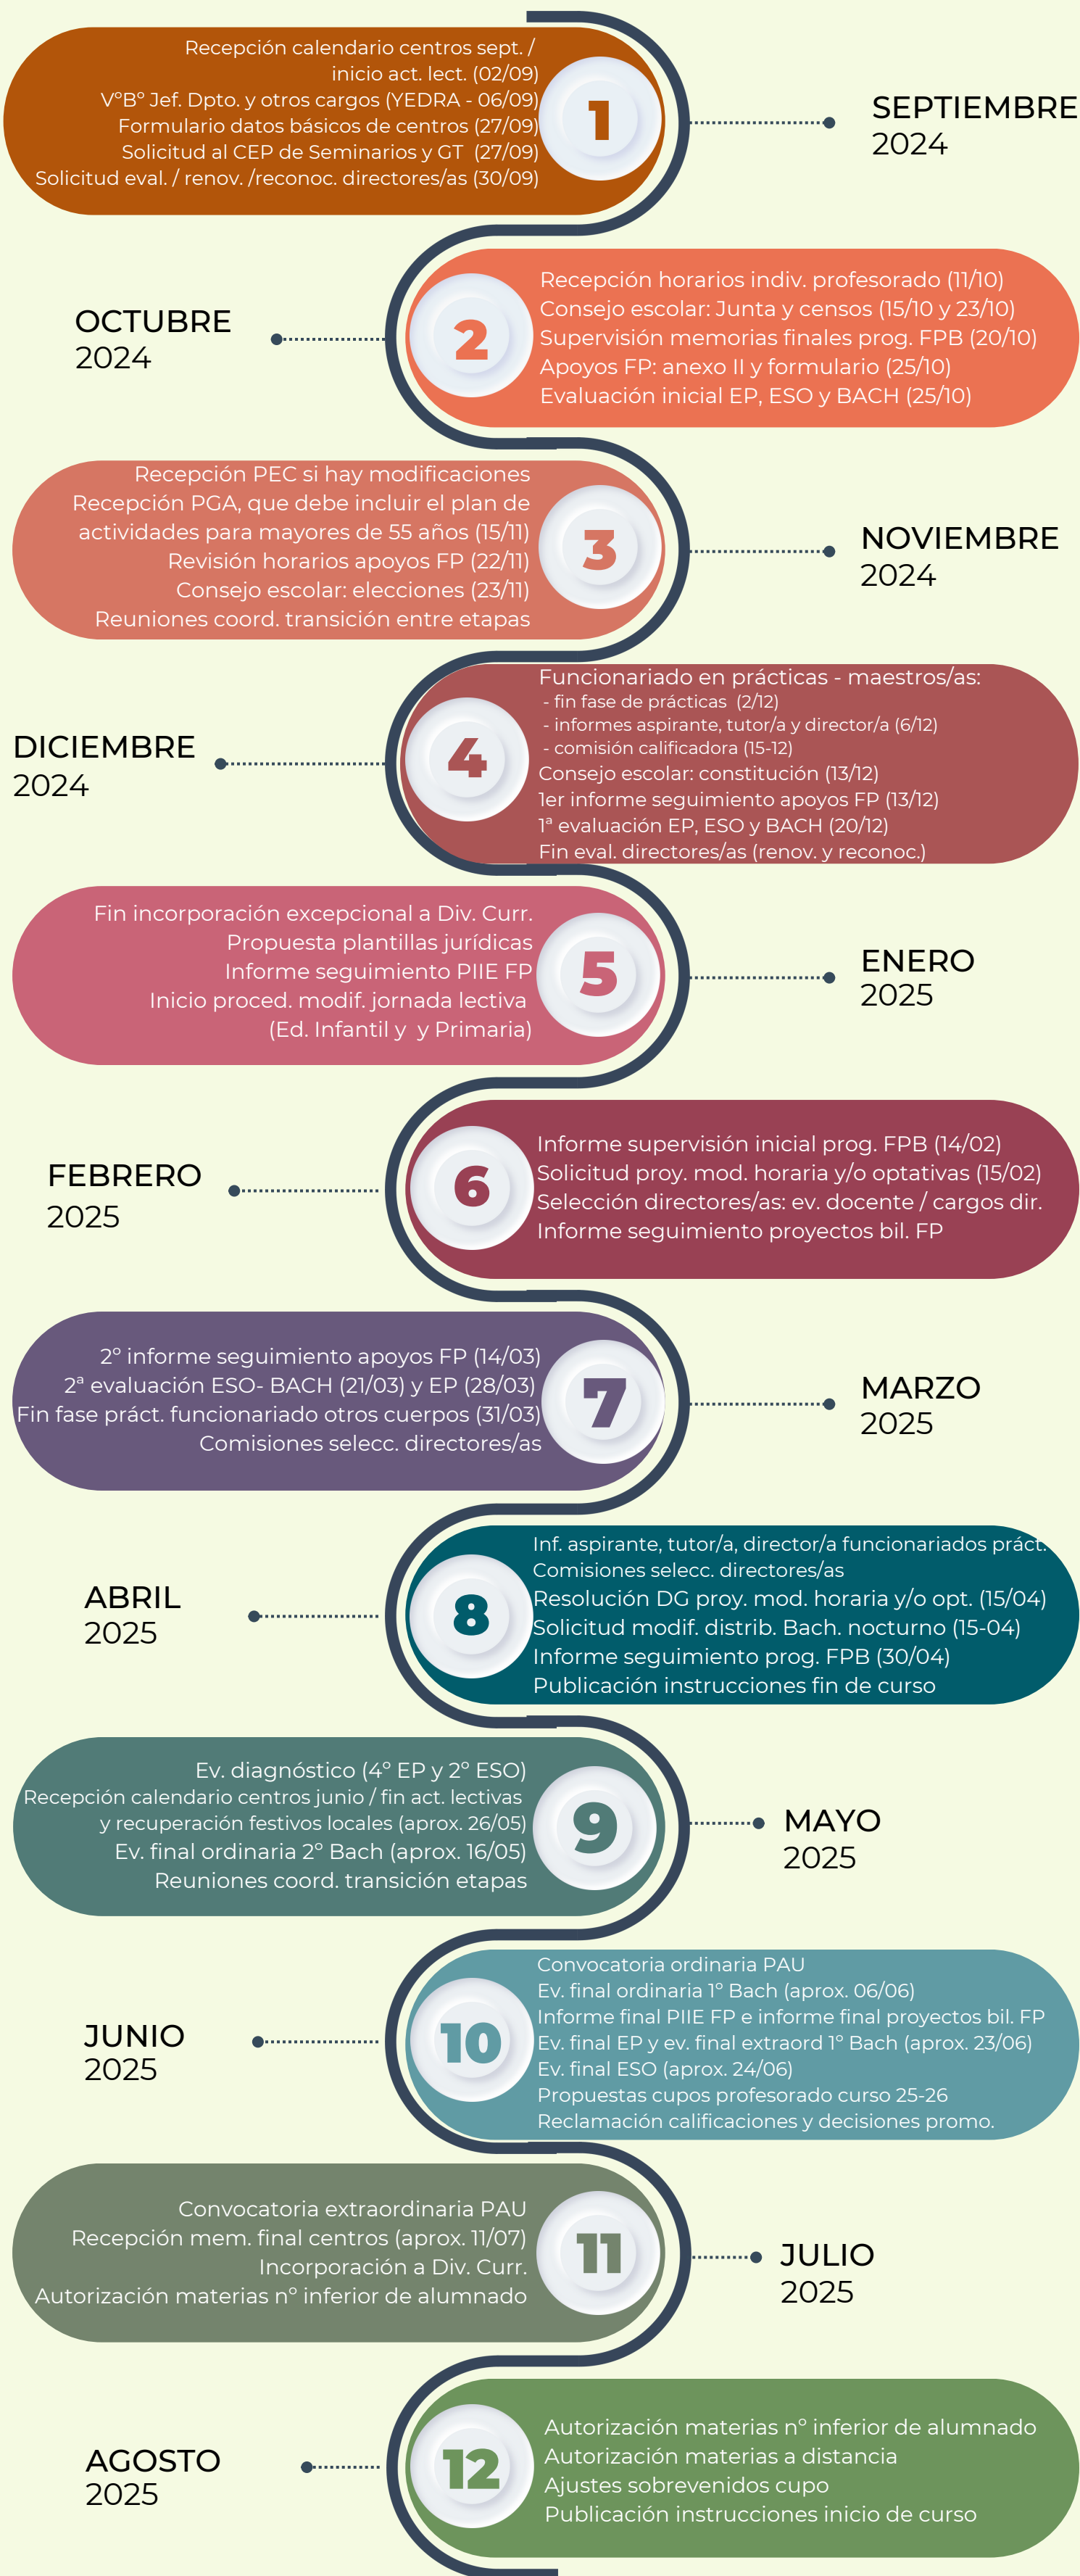 Recepción calendario centros sept. /
inicio act. lect. (02/09)
VºBº Jef. Dpto. y otros cargos (YEDRA - 06/09)
Formulario datos básicos de centros (27/09)
Solicitud al CEP de Seminarios y GT (27/09)
Solicitud eval. / renov. /reconoc. directores/as (30/09)
1
SEPTIEMBRE
2024
OCTUBRE
2024
2
Recepción horarios indiv. profesorado (11/10)
Consejo escolar: Junta y censos (15/10 y 23/10)
Supervisión memorias finales prog. FPB (20/10)
Apoyos FP: anexo II y formulario (25/10)
Evaluación inicial EP, ESO y BACH (25/10)
Recepción PEC si hay modificaciones
Recepción PGA, que debe incluir el plan de
actividades para mayores de 55 años (15/11)
Revisión horarios apoyos FP (22/11)
Consejo escolar: elecciones (23/11)
Reuniones coord. transición entre etapas
3
NOVIEMBRE
2024
DICIEMBRE
2024
4
Funcionariado en prácticas - maestros/as:
- fin fase de prácticas (2/12)
- informes aspirante, tutor/a y director/a (6/12)
- comisión calificadora (15-12)
Consejo escolar: constitución (13/12)
1er informe seguimiento apoyos FP (13/12)
1ª evaluación EP, ESO y BACH (20/12)
Fin eval. directores/as (renov. y reconoc.)
Fin incorporación excepcional a Div. Curr.
Propuesta plantillas jurídicas
Informe seguimiento PIIE FP
Inicio proced. modif. jornada lectiva
(Ed. Infantil y y Primaria)
5
ENERO
2025
FEBRERO
2025
6
Informe supervisión inicial prog. FPB (14/02)
Solicitud proy. mod. horaria y/o optativas (15/02)
Selección directores/as: ev. docente / cargos dir.
Informe seguimiento proyectos bil. FP
2º informe seguimiento apoyos FP (14/03)
2ª evaluación ESO- BACH (21/03) y EP (28/03)
Fin fase práct. funcionariado otros cuerpos (31/03)
Comisiones selecc. directores/as
7
MARZO
2025
ABRIL
2025
8
Inf. aspirante, tutor/a, director/a funcionariados práct.
Comisiones selecc. directores/as
Resolución DG proy. mod. horaria y/o opt. (15/04)
Solicitud modif. distrib. Bach. nocturno (15-04)
Informe seguimiento prog. FPB (30/04)
Publicación instrucciones fin de curso
Ev. diagnóstico (4º EP y 2º ESO)
Recepción calendario centros junio / fin act. lectivas
y recuperación festivos locales (aprox. 26/05)
Ev. final ordinaria 2º Bach (aprox. 16/05)
Reuniones coord. transición etapas
9
MAYO
2025
JUNIO
2025
10
Convocatoria ordinaria PAU
Ev. final ordinaria 1º Bach (aprox. 06/06)
Informe final PIIE FP e informe final proyectos bil. FP
Ev. final EP y ev. final extraord 1º Bach (aprox. 23/06)
Ev. final ESO (aprox. 24/06)
Propuestas cupos profesorado curso 25-26
Reclamación calificaciones y decisiones promo.
Convocatoria extraordinaria PAU
Recepción mem. final centros (aprox. 11/07)
Incorporación a Div. Curr.
Autorización materias nº inferior de alumnado
11
JULIO
2025
AGOSTO
2025
12
Autorización materias nº inferior de alumnado
Autorización materias a distancia
Ajustes sobrevenidos cupo
Publicación instrucciones inicio de curso